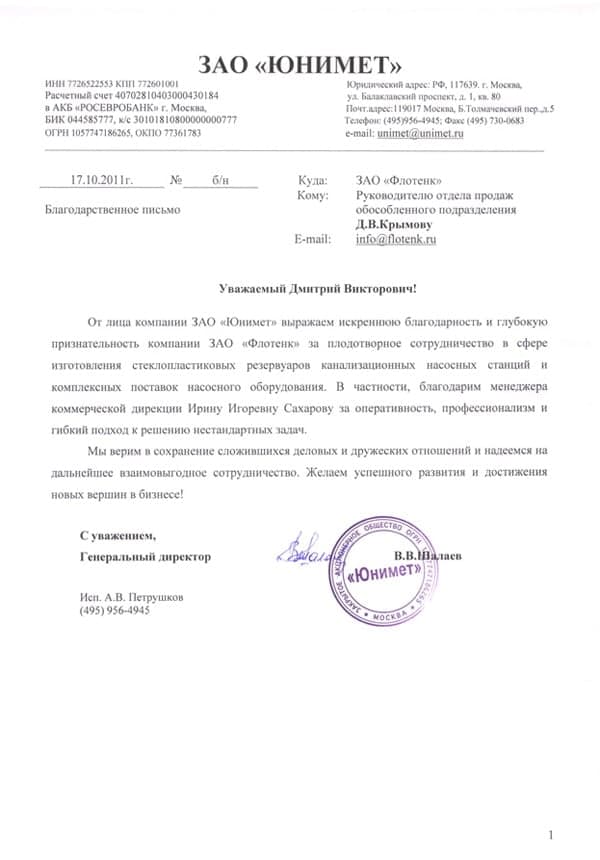 ЗАО «ЮНИМЕТ»
ИНН 7726522553 КПП 772601001
Расчетный счет 40702810403000430184
в АКБ «РОСЕВРОБАНК» г. Москва,
БИК 044585777, к/с 30101810800000000777
ОГРН 1057747186265, ОКПО 77361783
Юридический адрес: РФ, 117639. г. Москва,
ул. Балаклавский проспект, д. 1, кв. 80
Почт.адрес:119017 Москва, Б.Толмачевский пер.,д.5
Телефон: (495)956-4945; Факс (495) 730-0683
e-mail: unimet@unimet.ru
17.10.2011г. № б/н
Благодарственное письмо
Куда: ЗАО «Флотенк»
Кому: Руководителю отдела продаж
обособленного подразделения
Д.В.Крымову
E-mail: info@flotenk.ru
Уважаемый Дмитрий Викторович!
От лица компании ЗАО «Юнимет» выражаем искреннюю благодарность и глубокую
признательность компании ЗАО «Флотенк» за плодотворное сотрудничество в сфере
изготовления стеклопластиковых резервуаров канализационных насосных станций и
комплексных поставок насосного оборудования. В частности, благодарим менеджера
коммерческой дирекции Ирину Игоревну Сахарову за оперативность, профессионализм и
гибкий подход к решению нестандартных задач.
Мы верим в сохранение сложившихся деловых и дружеских отношений и надеемся на
дальнейшее взаимовыгодное сотрудничество. Желаем успешного развития и достижения
новых вершин в бизнесе!
С уважением,
Генеральный директор В.В.Шалаев
ЗАКРЫТОЕ АКЦИОНЕРНОЕ ОБЩЕСТВО ОГРН 1057747186265
«Юнимет»
* МОСКВА *
Исп. А.В. Петрушков
(495) 956-4945
1